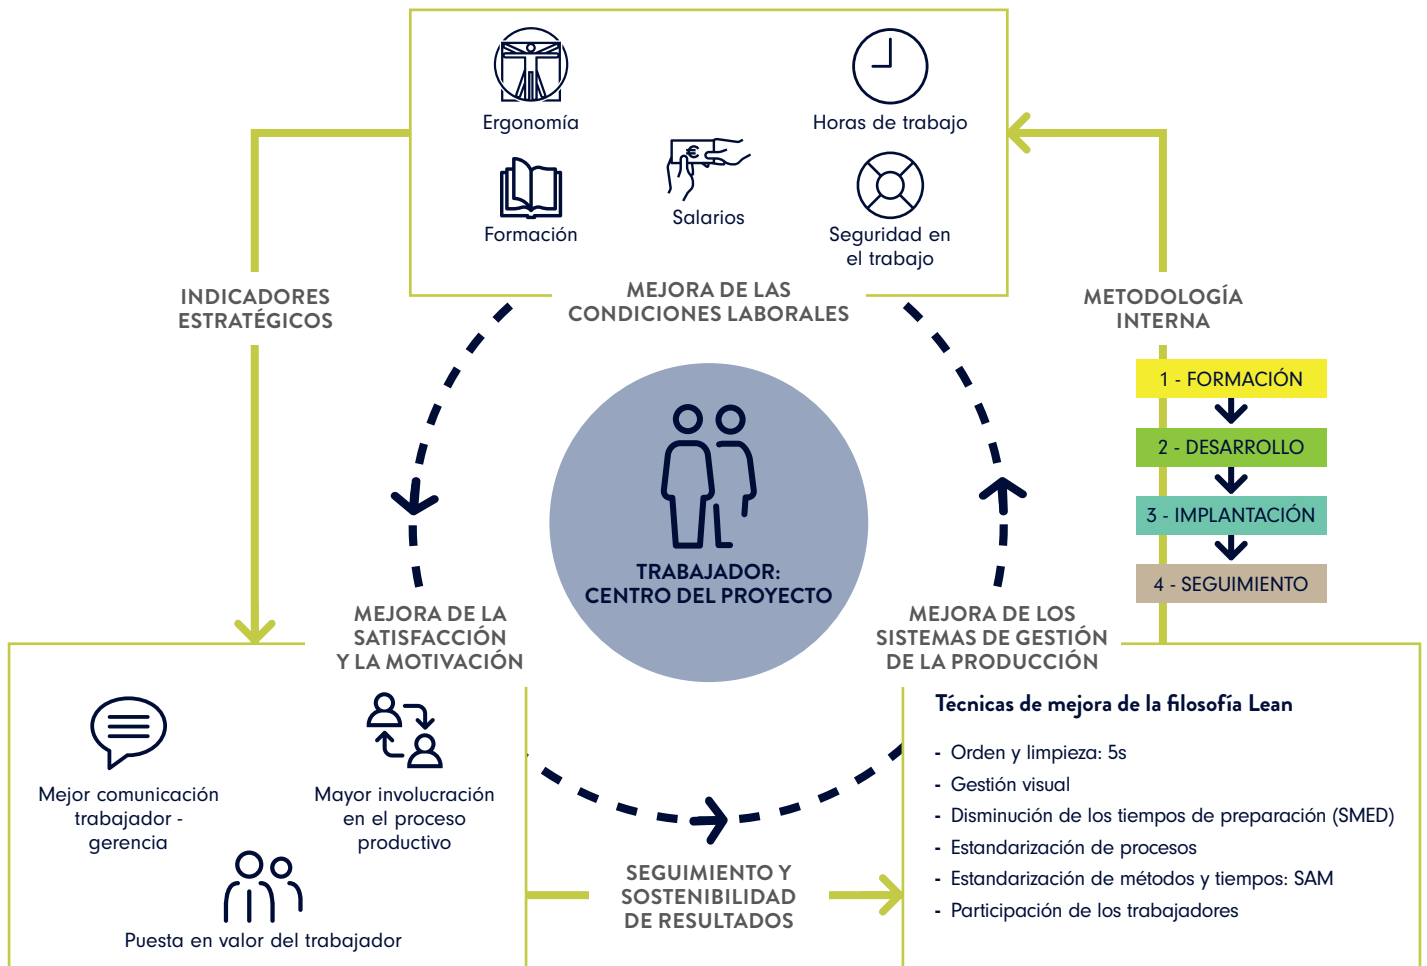 Ergonomía
Horas de trabajo
€
Salarios
Formación
Seguridad en
el trabajo
MEJORA DE LAS
CONDICIONES LABORALES
INDICADORES
ESTRATÉGICOS
METODOLOGÍA
INTERNA
1 - FORMACIÓN
2 - DESARROLLO
3 - IMPLANTACIÓN
4 - SEGUIMIENTO
TRABAJADOR:
CENTRO DEL PROYECTO
MEJORA DE LA
SATISFACCIÓN
Y LA MOTIVACIÓN
MEJORA DE LOS
SISTEMAS DE GESTIÓN
DE LA PRODUCCIÓN
Mejor comunicación
trabajador -
gerencia
Mayor involucración
en el proceso
productivo
Puesta en valor del trabajador
SEGUIMIENTO Y
SOSTENIBILIDAD
DE RESULTADOS
Técnicas de mejora de la filosofía Lean
- Orden y limpieza: 5s
- Gestión visual
- Disminución de los tiempos de preparación (SMED)
- Estandarización de procesos
- Estandarización de métodos y tiempos: SAM
- Participación de los trabajadores